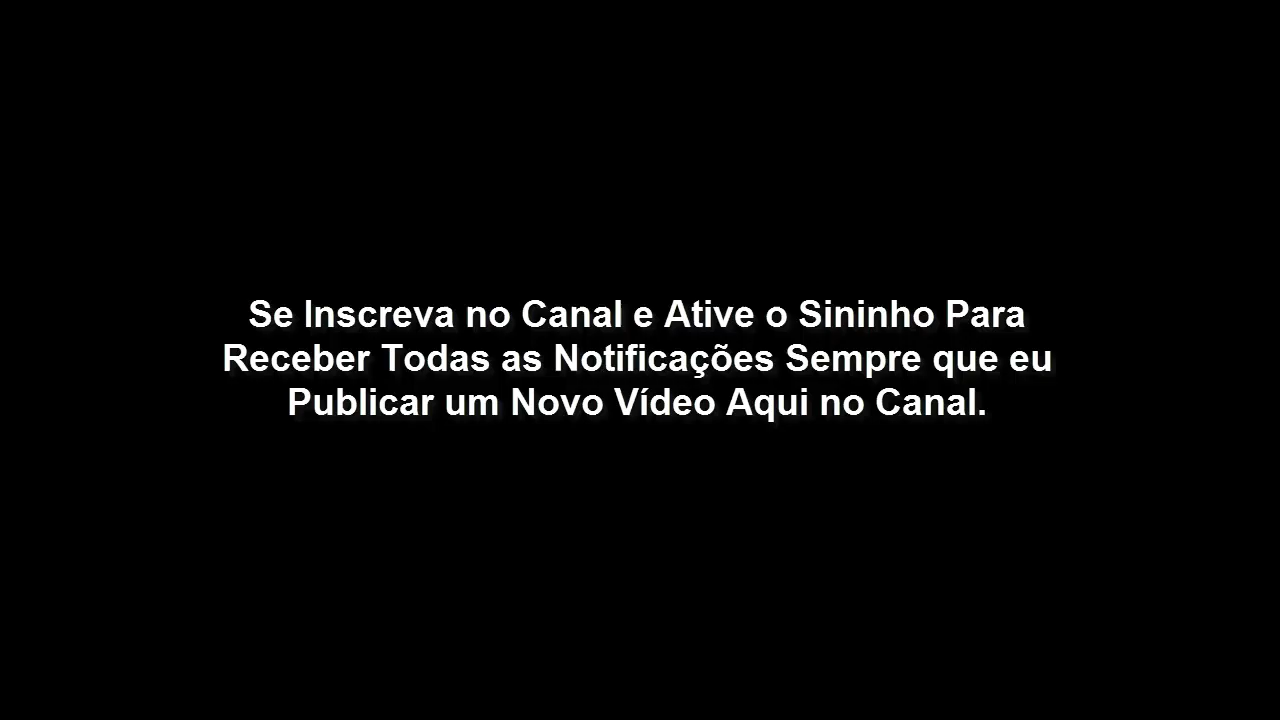 Se Inscreva no Canal e Ative o Sininho Para
Receber Todas as Notificações Sempre que eu
Publicar um Novo Vídeo Aqui no Canal.